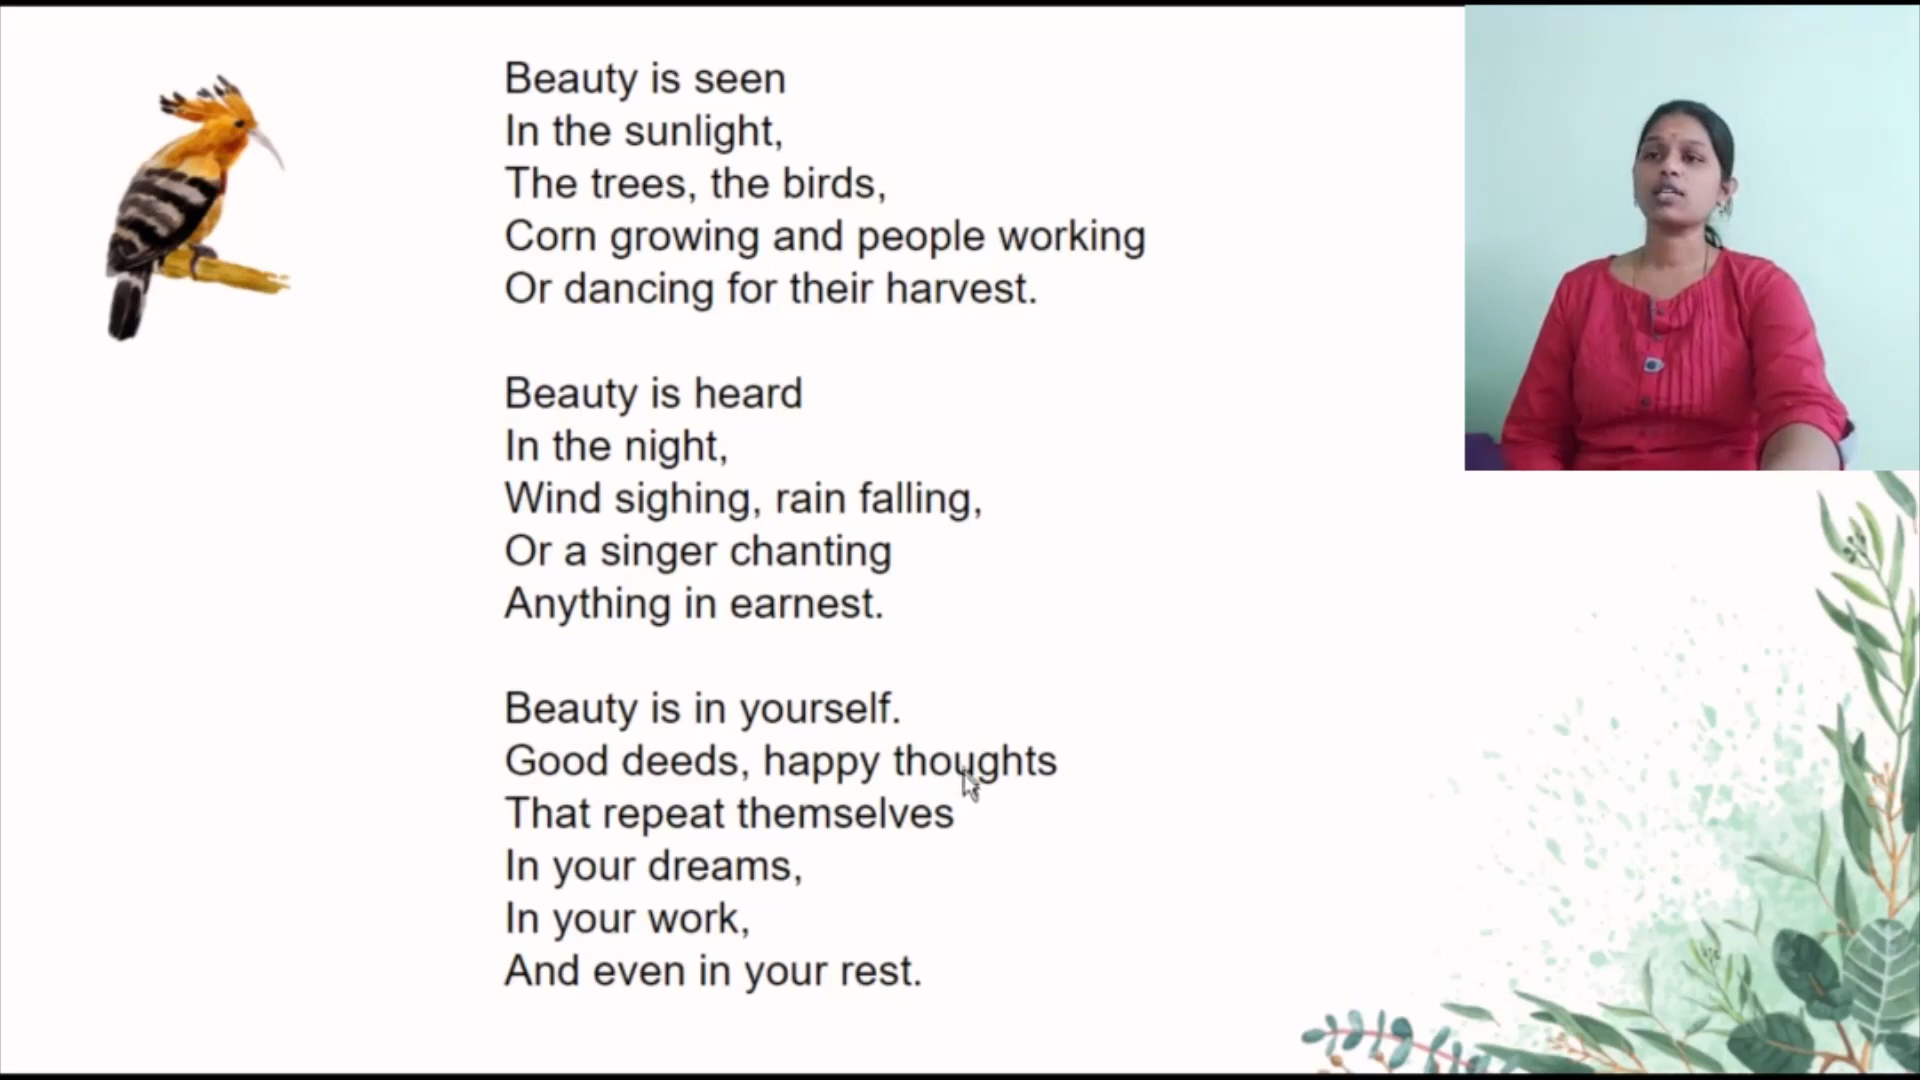 Beauty is seen
In the sunlight,
The trees, the birds,
Corn growing and people working
Or dancing for their harvest.
Beauty is heard
In the night,
Wind sighing, rain falling,
Or a singer chanting
Anything in earnest.
Beauty is in yourself.
Good deeds, happy thoughts
That repeat themselves
In your dreams,
In your work,
And even in your rest.